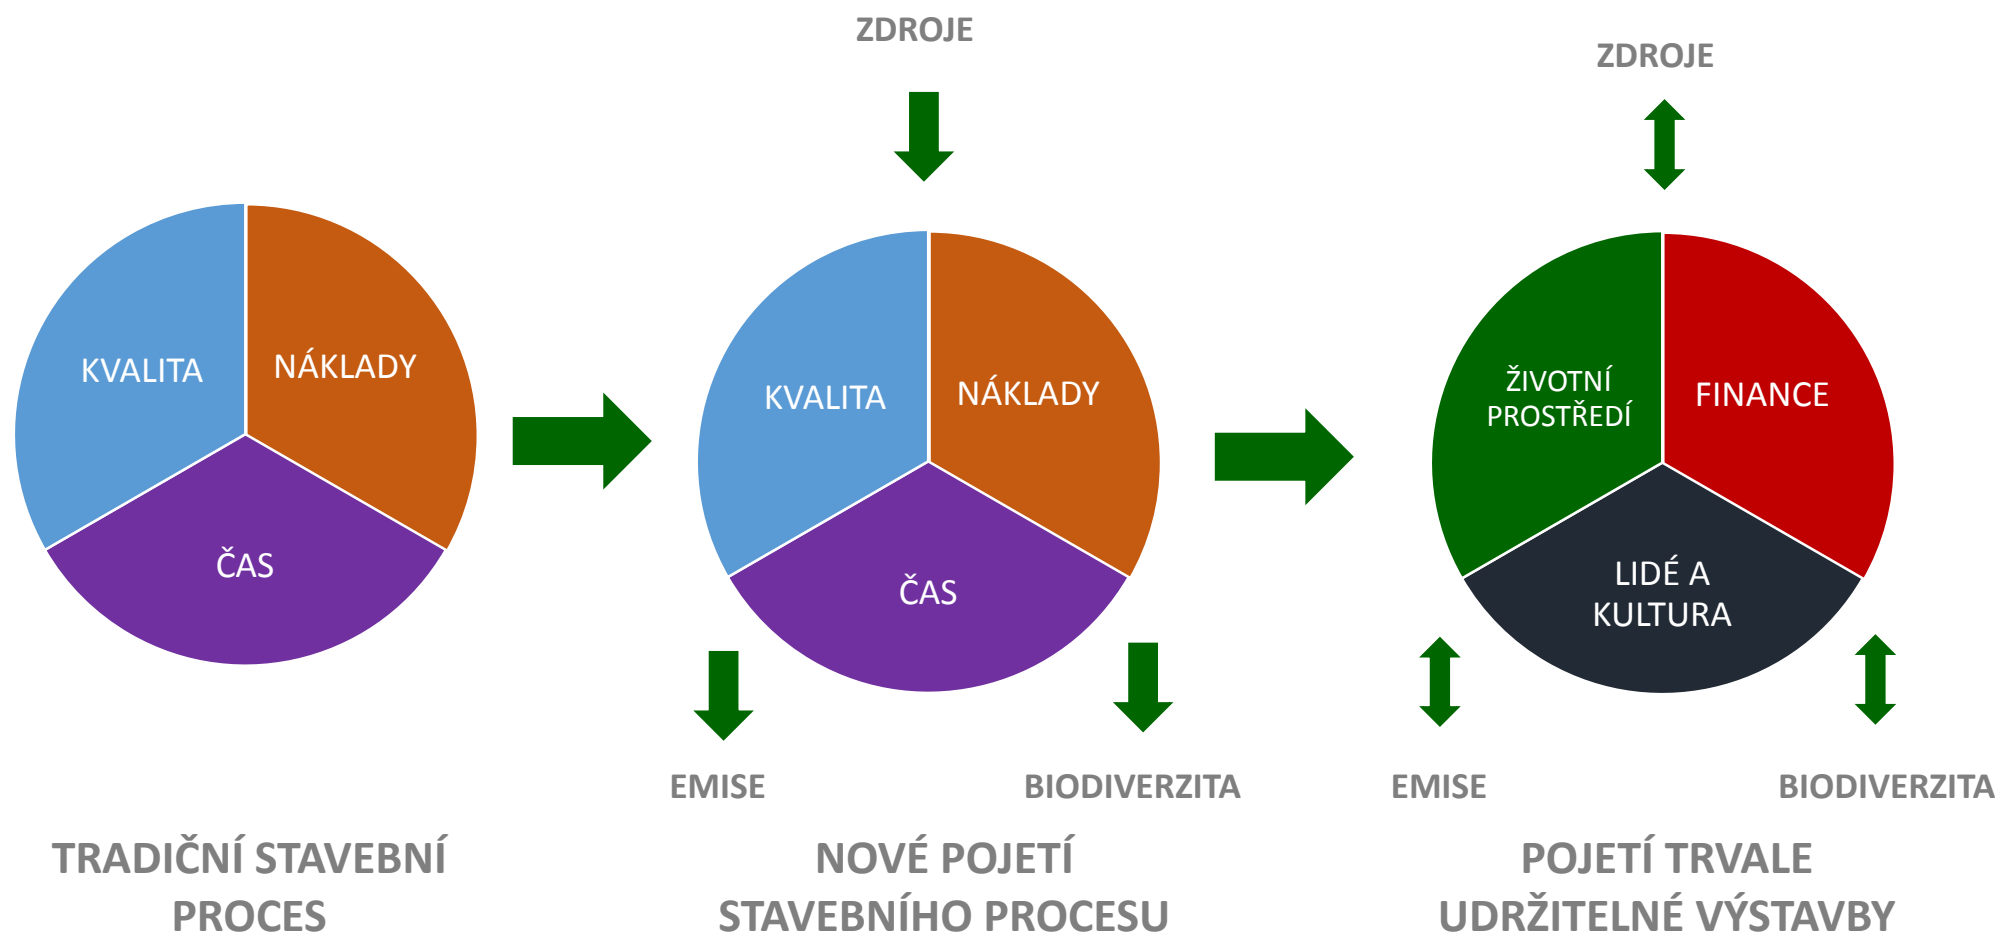 KVALITA
NÁKLADY
ČAS
TRADIČNÍ STAVEBNÍ
PROCES
ZDROJE
KVALITA
NÁKLADY
ČAS
EMISE
BIODIVERZITA
NOVÉ POJETÍ
STAVEBNÍHO PROCESU
ZDROJE
ŽIVOTNÍ
PROSTŘEDÍ
FINANCE
LIDÉ A
KULTURA
EMISE
BIODIVERZITA
POJETÍ TRVALE
UDRŽITELNÉ VÝSTAVBY